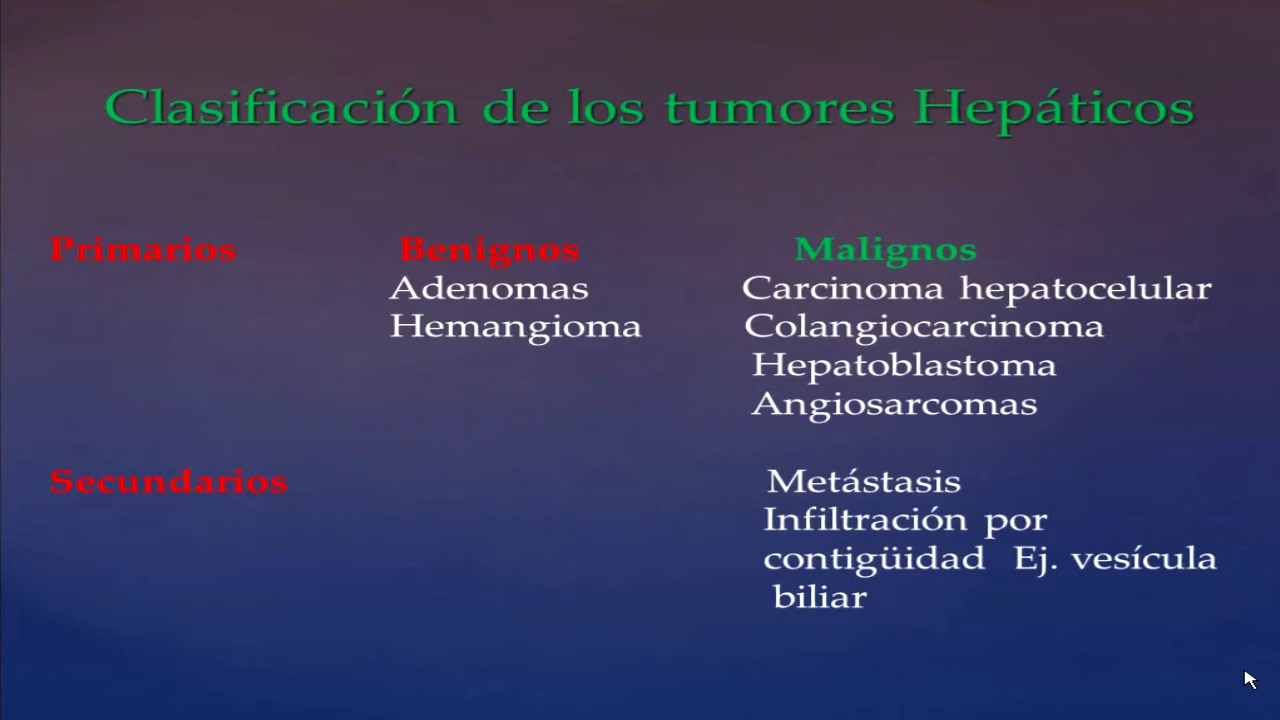 Clasificación de los tumores Hepáticos
Primarios Benignos Malignos
Adenomas Carcinoma hepatocelular
Hemangioma Colangiocarcinoma
Hepatoblastoma
Angiosarcomas
Secundarios Metástasis
Infiltración por
contigüidad Ej. vesícula
biliar